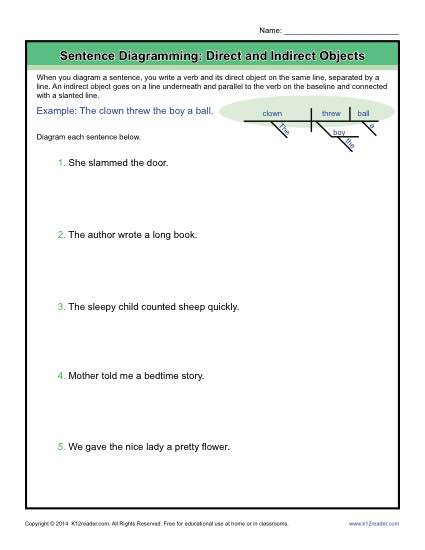 Name: ____________________________
Sentence Diagramming: Direct and Indirect Objects
When you diagram a sentence, you write a verb and its direct object on the same line, separated by a
line. An indirect object goes on a line underneath and parallel to the verb on the baseline and connected
with a slanted line.
Example: The clown threw the boy a ball.
clown threw ball
The boy a
the
Diagram each sentence below.
1. She slammed the door.
2. The author wrote a long book.
3. The sleepy child counted sheep quickly.
4. Mother told me a bedtime story.
5. We gave the nice lady a pretty flower.
Copyright © 2014 K12reader.com. All Rights Reserved. Free for educational use at home or in classrooms. www.k12reader.com